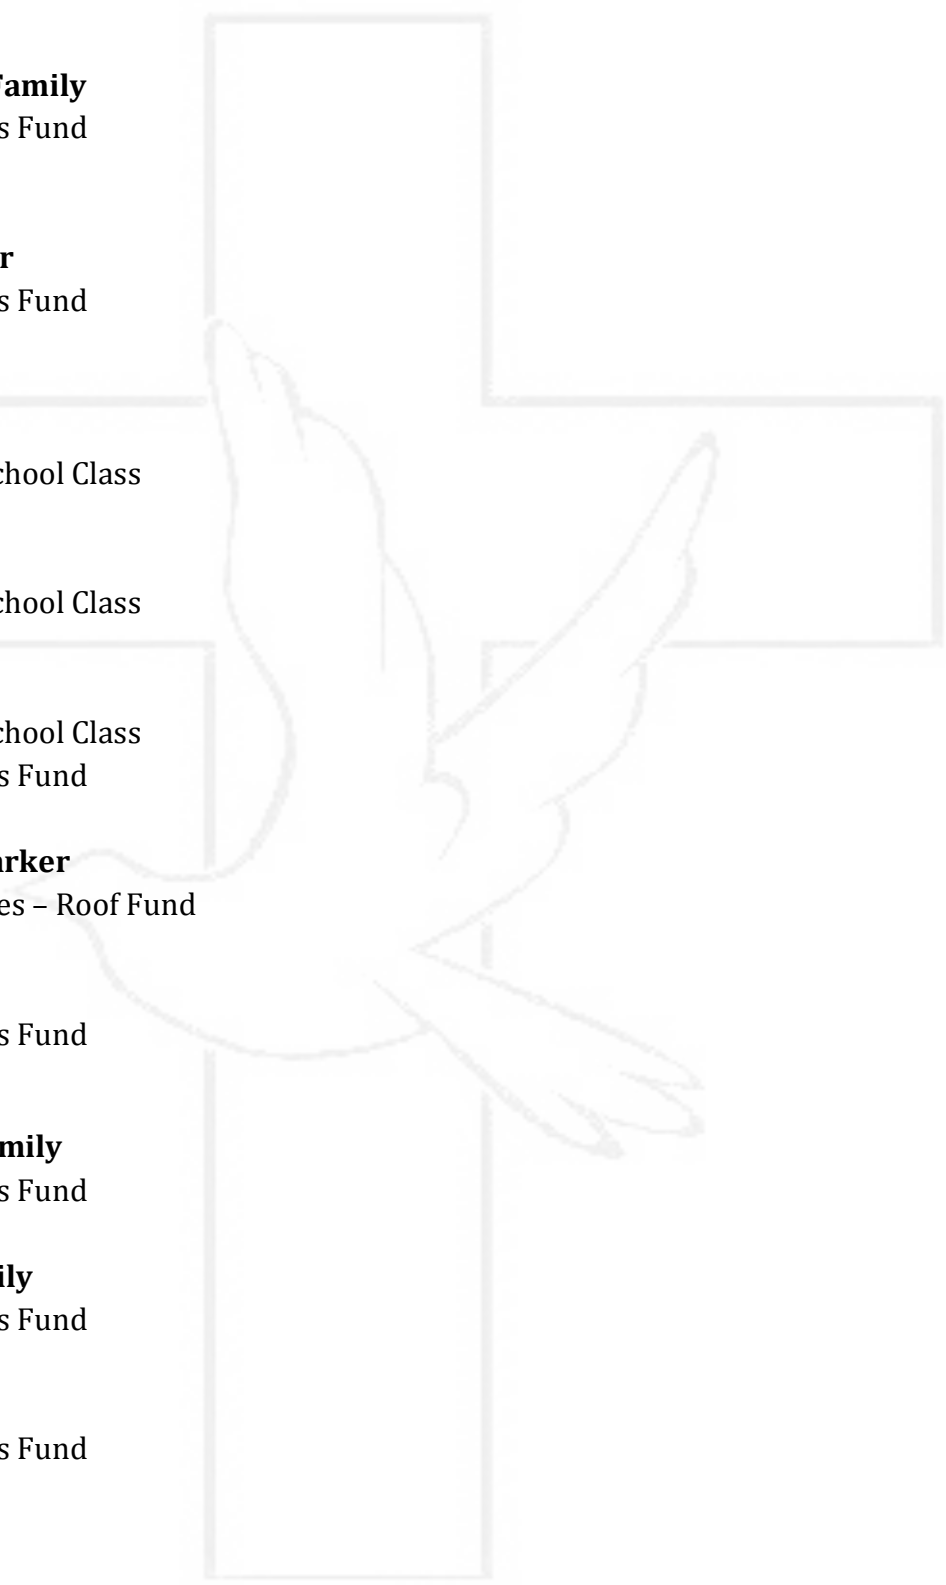 Family
s Fund
r
s Fund
chool Class
chool Class
chool Class
s Fund
arker
es – Roof Fund
s Fund
mily
s Fund
ily
s Fund
s Fund